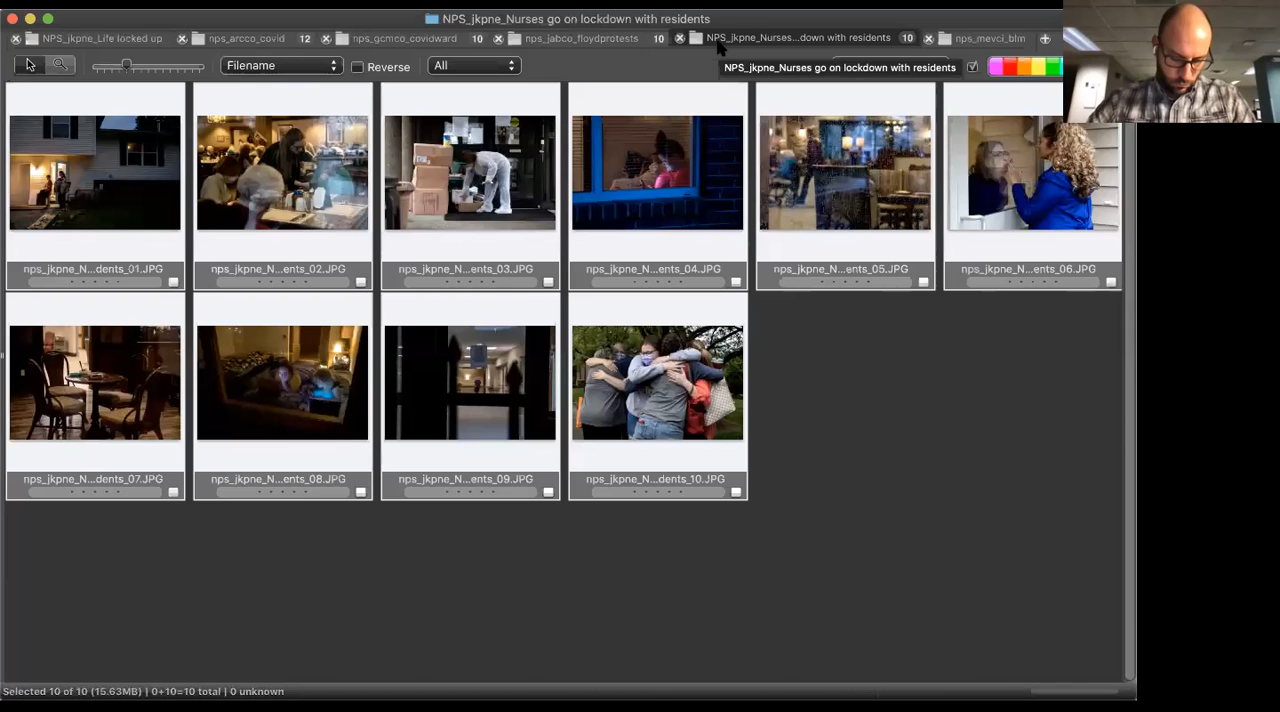 NPS_jkpne_Nurses go on lockdown with residents
NPS_jkpne_Life locked up 12 nps_arcco_covid 10 nps_gcmco_covidward 10 nps_jabco_floydprotests 10 NPS_jkpne_Nurses...down with residents 10 nps_mevci_blm
Filename Reverse All NPS_jkpne_Nurses go on lockdown with residents
nps_jkpne_N...dents_01.JPG nps_jkpne_N...ents_02.JPG nps_jkpne_N...ents_03.JPG nps_jkpne_N...ents_04.JPG nps_jkpne_N...ents_05.JPG nps_jkpne_N...ents_06.JPG
nps_jkpne_N...dents_07.JPG nps_jkpne_N...ents_08.JPG nps_jkpne_N...ents_09.JPG nps_jkpne_N...dents_10.JPG
Selected 10 of 10 (15.63MB) | 0+10=10 total | 0 unknown